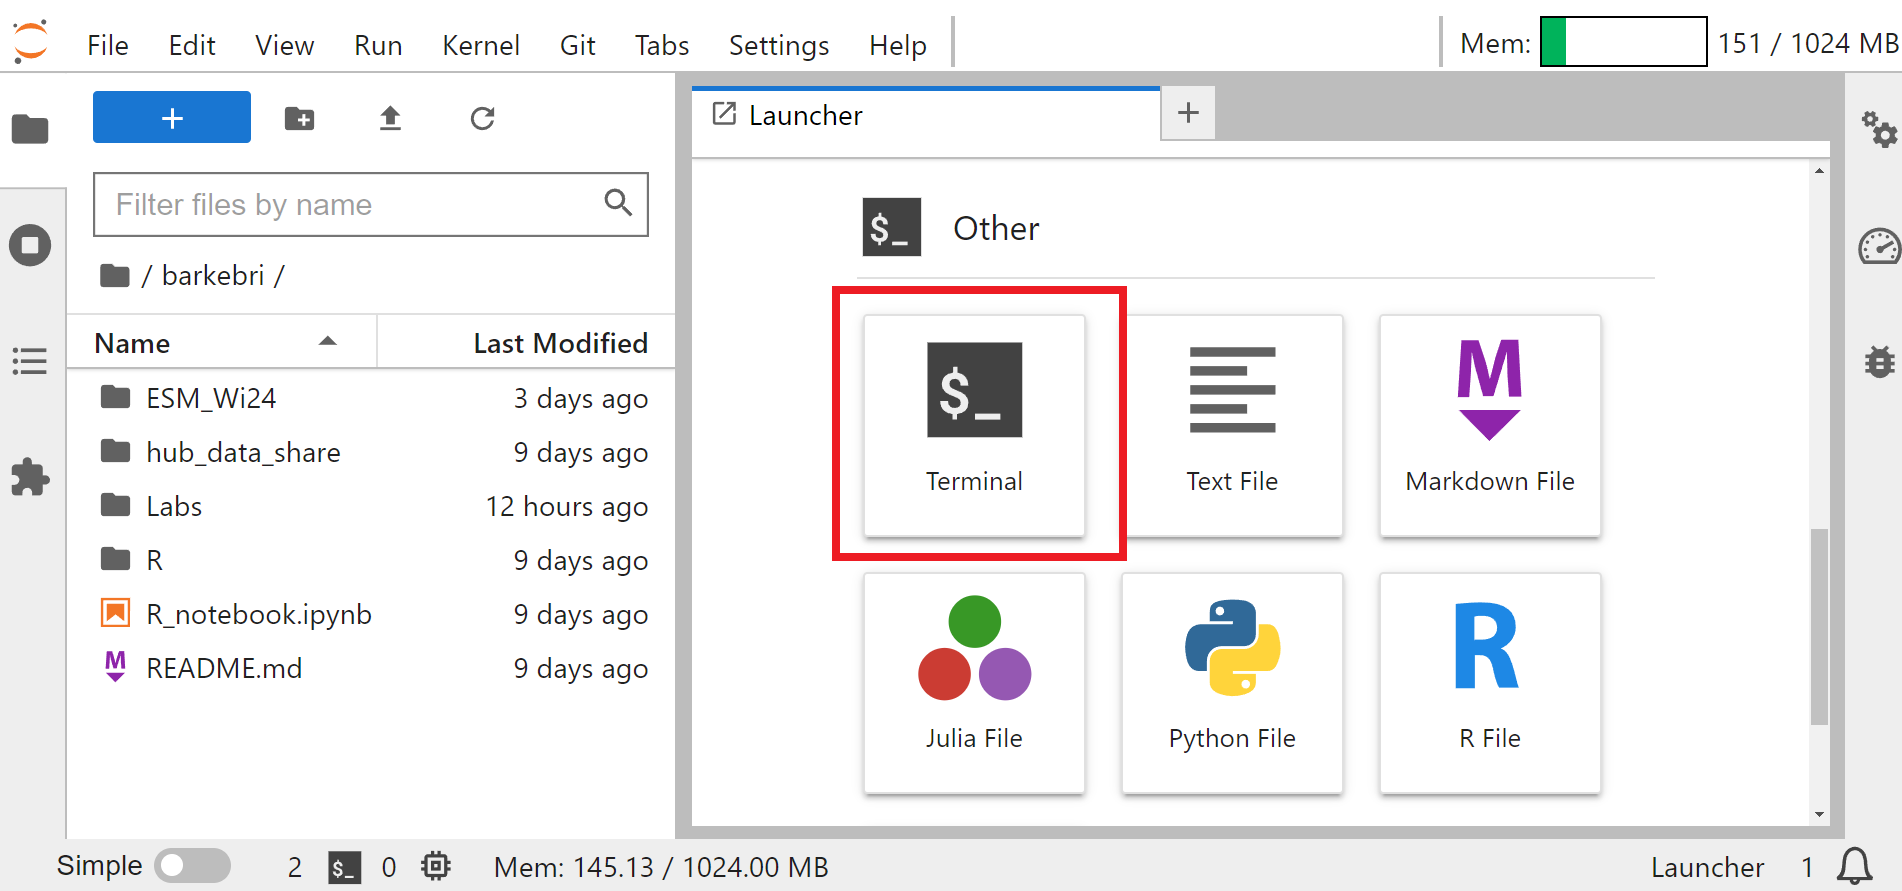 File Edit View Run Kernel Git Tabs Settings Help Mem: 151 / 1024 MB
+
Filter files by name
/ barkebri /
Name Last Modified
ESM_Wi24 3 days ago
hub_data_share 9 days ago
Labs 12 hours ago
R 9 days ago
R_notebook.ipynb 9 days ago
M README.md 9 days ago
Launcher +
$_ Other
$_
Terminal
Text File
M
Markdown File
Julia File
Python File
R
R File
Simple 2 $_ 0 Mem: 145.13 / 1024.00 MB Launcher 1